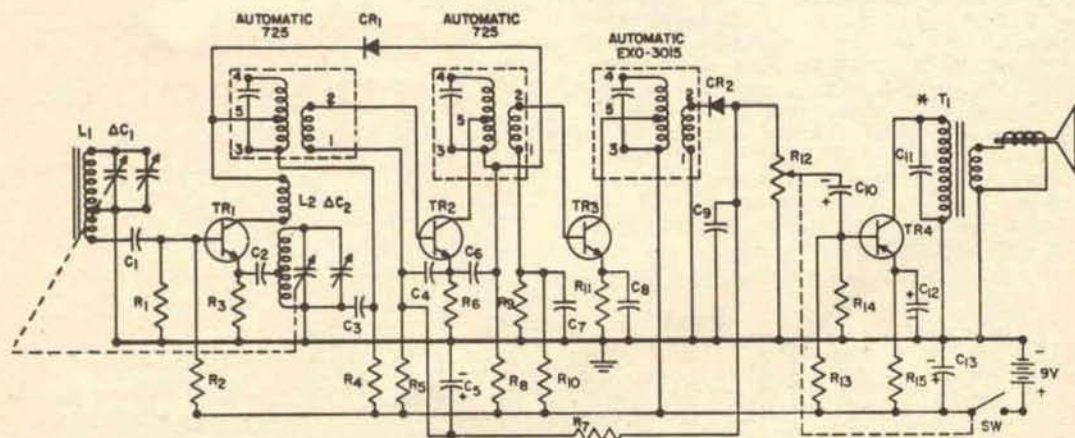 AUTOMATIC
725
CR1
AUTOMATIC
725
AUTOMATIC
EXO-3015
4
5
3
2
1
4
5
3
2
1
4
5
3
2
1
CR2
L1 ΔC1
L2 ΔC2
TR1
TR2
TR3
TR4
* T1
C1
C2
C3
C4
C6
C7
C8
C9
C10
- +
C11
C12
+
R1
R3
R6
R9
R11
R12
R14
R2
R4
R5
C5
- +
R8
R10
R7
R13
R15
C13
- +
SW
-
9V
+